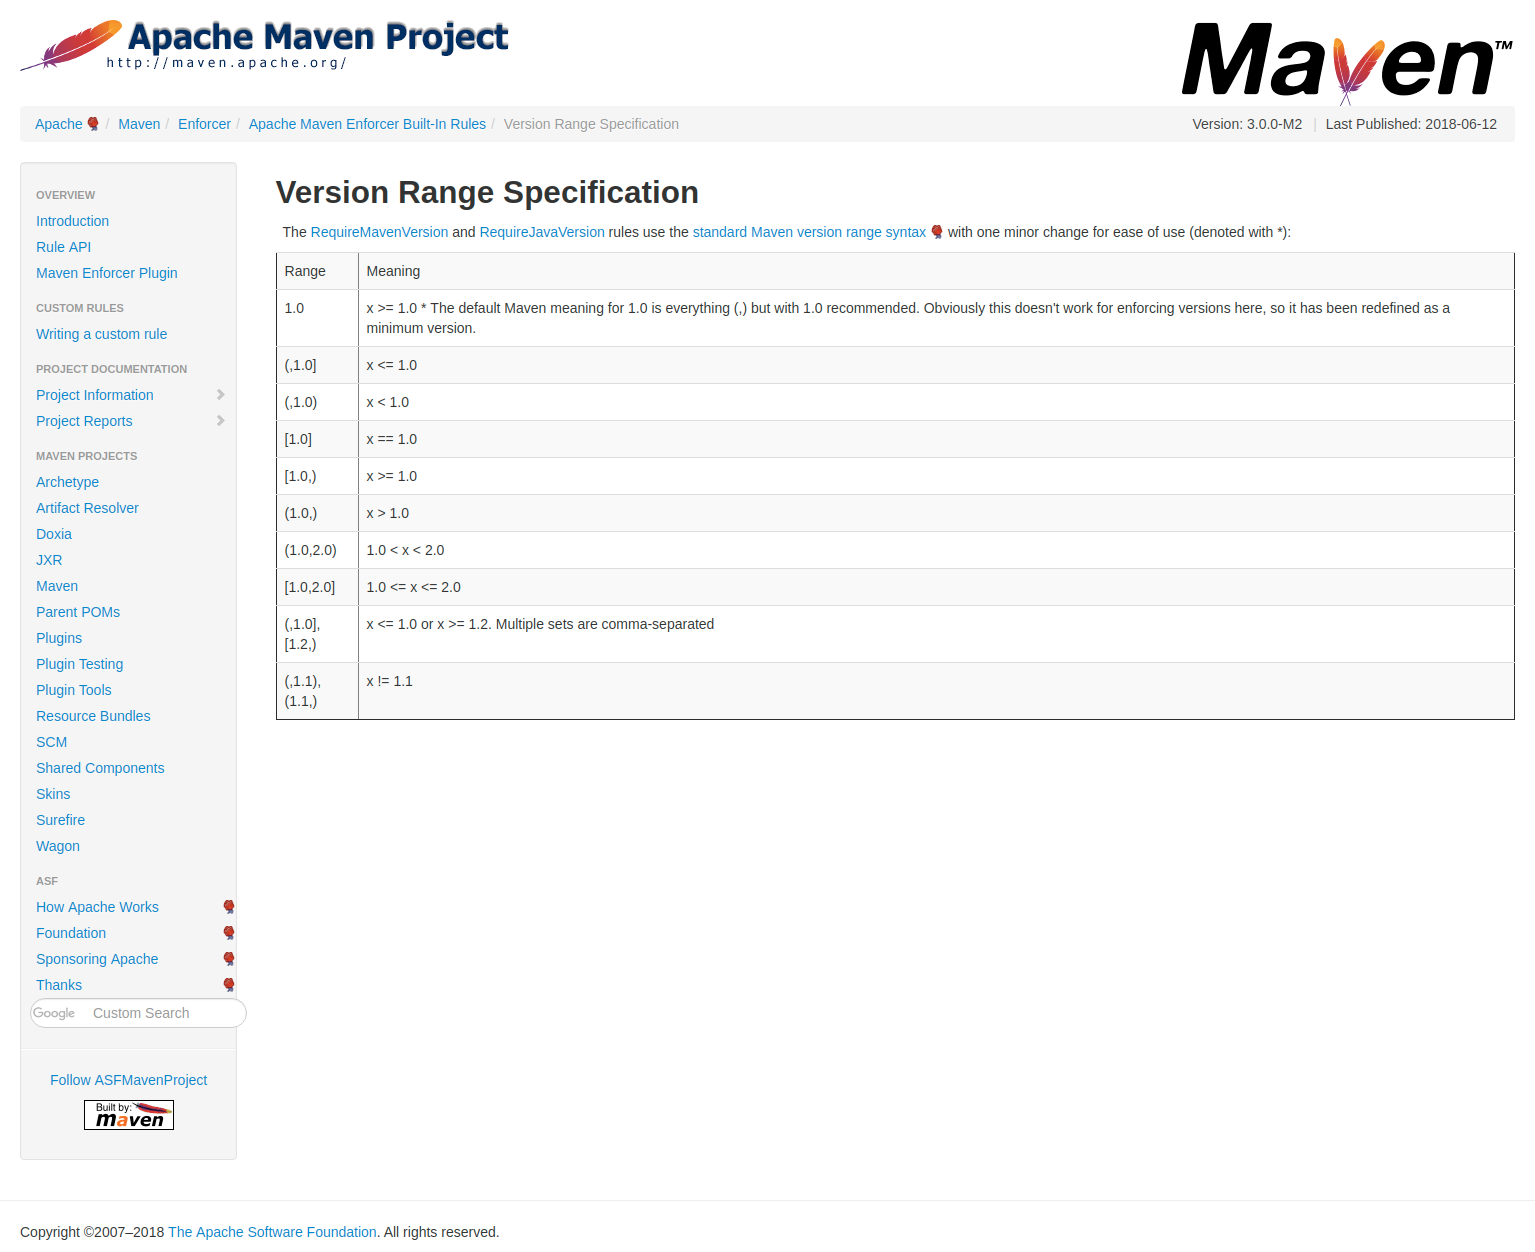 Apache Maven Project
http://maven.apache.org/
Maven™
Apache / Maven / Enforcer / Apache Maven Enforcer Built-In Rules / Version Range Specification
Version: 3.0.0-M2 | Last Published: 2018-06-12
OVERVIEW
Introduction
Rule API
Maven Enforcer Plugin
CUSTOM RULES
Writing a custom rule
PROJECT DOCUMENTATION
Project Information
Project Reports
MAVEN PROJECTS
Archetype
Artifact Resolver
Doxia
JXR
Maven
Parent POMs
Plugins
Plugin Testing
Plugin Tools
Resource Bundles
SCM
Shared Components
Skins
Surefire
Wagon
ASF
How Apache Works
Foundation
Sponsoring Apache
Thanks
Google Custom Search
Follow ASFMavenProject
Built by:
maven
Version Range Specification
The RequireMavenVersion and RequireJavaVersion rules use the standard Maven version range syntax with one minor change for ease of use (denoted with *):
Range Meaning
1.0 x >= 1.0 * The default Maven meaning for 1.0 is everything (,) but with 1.0 recommended. Obviously this doesn't work for enforcing versions here, so it has been redefined as a
minimum version.
(,1.0] x <= 1.0
(,1.0) x < 1.0
[1.0] x == 1.0
[1.0,) x >= 1.0
(1.0,) x > 1.0
(1.0,2.0) 1.0 < x < 2.0
[1.0,2.0] 1.0 <= x <= 2.0
(,1.0], x <= 1.0 or x >= 1.2. Multiple sets are comma-separated
[1.2,)
(,1.1), x != 1.1
(1.1,)
Copyright ©2007–2018 The Apache Software Foundation. All rights reserved.